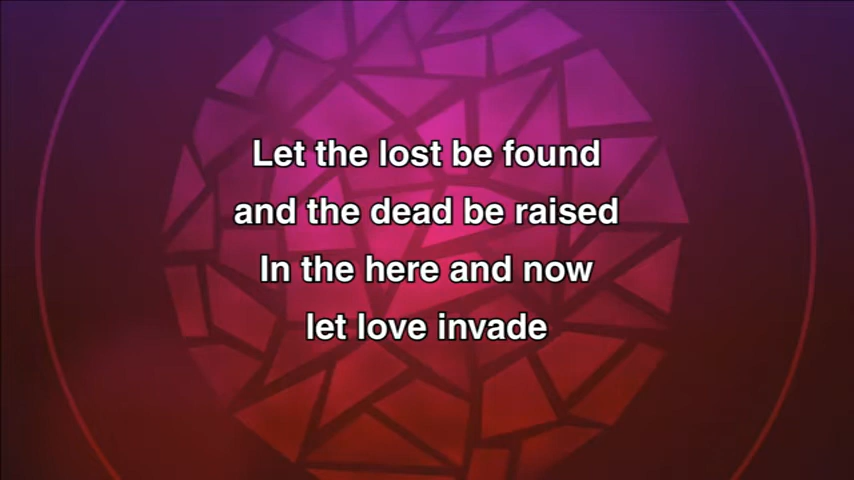 Let the lost be found
and the dead be raised
In the here and now
let love invade